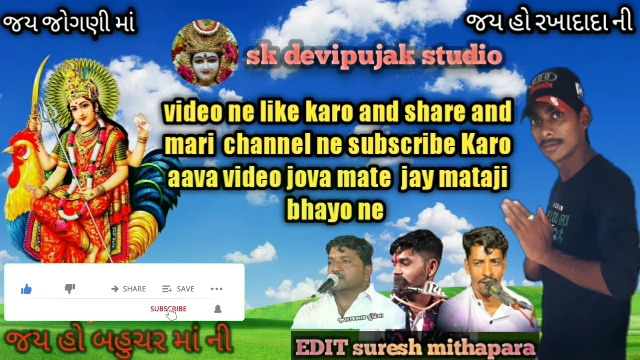 જય જોગણી માં
જય હો રખાદાદા ની
sk devipujak studio
video ne like karo and share and
mari channel ne subscribe Karo
aava video jova mate jay mataji
bhayo ne
SHARE
SAVE
SUBSCRIBE
જય હો બહુચર માં ની
EDIT suresh mithapara